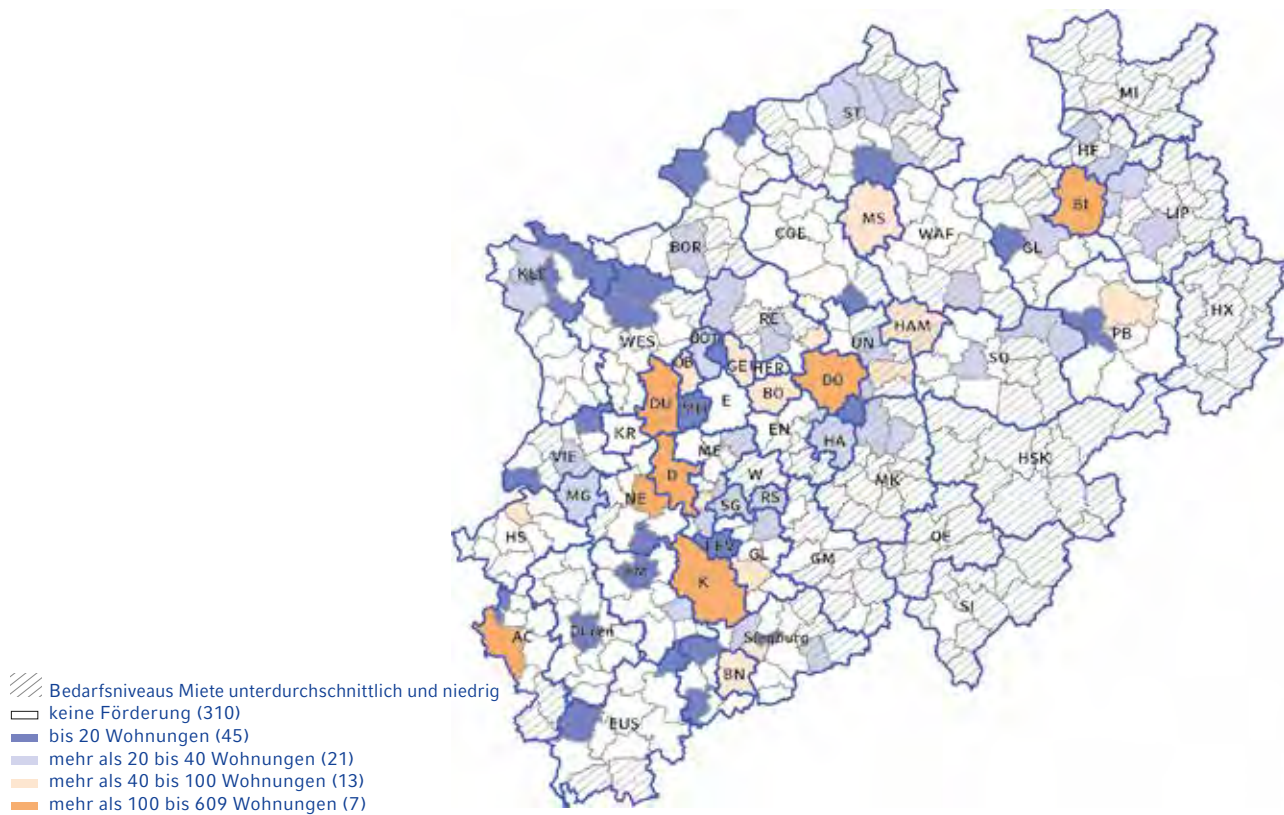 MI
ST
HF
BI
LIP
MS
COE
WAF
GL
BOR
KLE
HX
RE
HAM
PB
UN
BOT
WES
SO
OB
GE
HER
DO
DU
MH
E
BO
KR
EN
HA
HSK
ME
VIE
W
MK
D
MG
NE
SG
RS
HS
OE
LEV
GL
GM
BM
K
SI
AC
Düren
Siegburg
BN
EUS
Bedarfsniveaus Miete unterdurchschnittlich und niedrig
keine Förderung (310)
bis 20 Wohnungen (45)
mehr als 20 bis 40 Wohnungen (21)
mehr als 40 bis 100 Wohnungen (13)
mehr als 100 bis 609 Wohnungen (7)